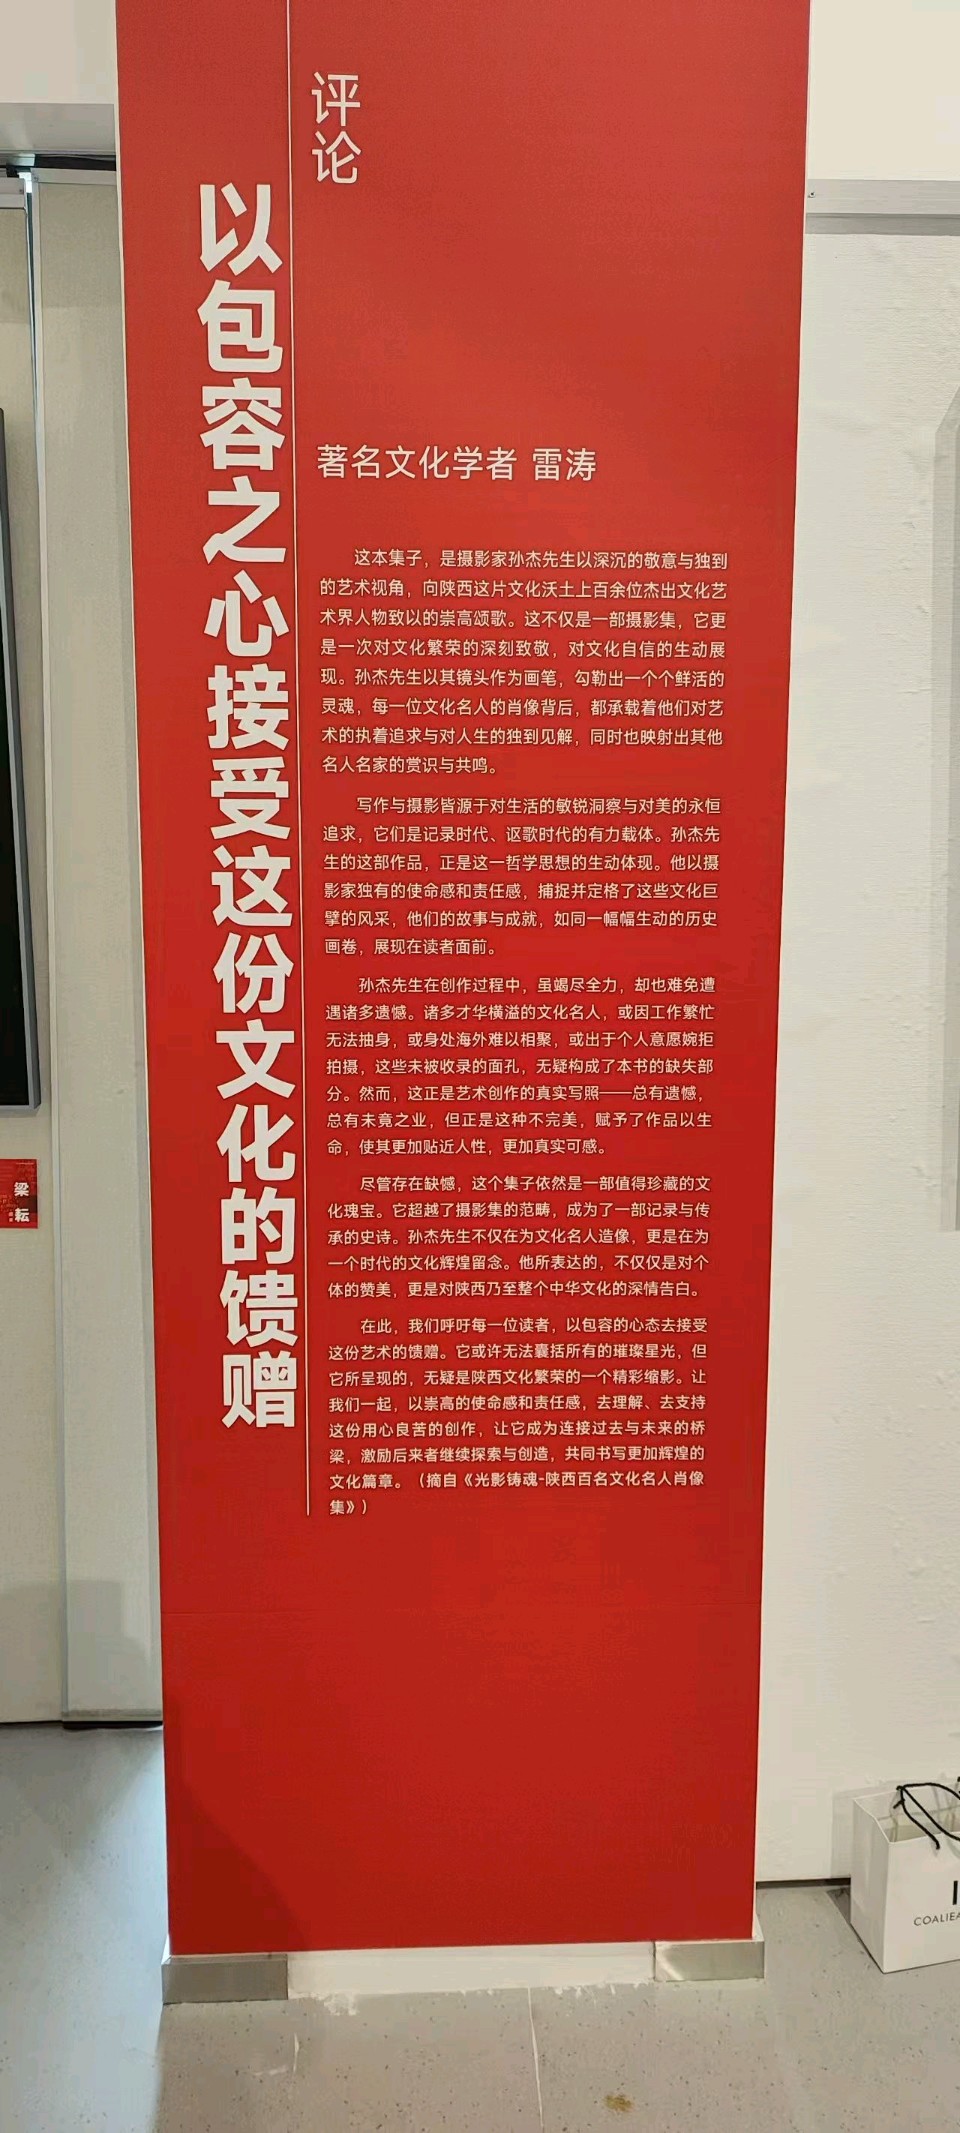 评论
以包容之心接受这份文化的馈赠
著名文化学者 雷涛
这本集子，是摄影家孙杰先生以深沉的敬意与独到
的艺术视角，向陕西这片文化沃土上百余位杰出文化艺
术界人物致以的崇高颂歌。这不仅是一部摄影集，它更
是一次对文化繁荣的深刻致敬，对文化自信的生动展
现。孙杰先生以其镜头作为画笔，勾勒出一个个鲜活的
灵魂，每一位文化名人的肖像背后，都承载着他们对艺
术的执着追求与对人生的独到见解，同时也映射出其他
名人名家的赏识与共鸣。
写作与摄影皆源于对生活的敏锐洞察与对美的永恒
追求，它们是记录时代、讴歌时代的有力载体。孙杰先
生的这部作品，正是这一哲学思想的生动体现。他以摄
影家独有的使命感和责任感，捕捉并定格了这些文化巨
擘的风采，他们的故事与成就，如同一幅幅生动的历史
画卷，展现在读者面前。
孙杰先生在创作过程中，虽竭尽全力，却也难免遭
遇诸多遗憾。诸多才华横溢的文化名人，或因工作繁忙
无法抽身，或身处海外难以相聚，或出于个人意愿婉拒
拍摄，这些未被收录的面孔，无疑构成了本书的缺失部
分。然而，这正是艺术创作的真实写照——总有遗憾，
总有未竟之业，但正是这种不完美，赋予了作品以生
命，使其更加贴近人性，更加真实可感。
尽管存在缺憾，这个集子依然是一部值得珍藏的文
化瑰宝。它超越了摄影集的范畴，成为了一部记录与传
承的史诗。孙杰先生不仅在为文化名人造像，更是在为
一个时代的文化辉煌留念。他所表达的，不仅仅是对个
体的赞美，更是对陕西乃至整个中华文化的深情告白。
在此，我们呼吁每一位读者，以包容的心态去接受
这份艺术的馈赠。它或许无法囊括所有的璀璨星光，但
它所呈现的，无疑是陕西文化繁荣的一个精彩缩影。让
我们一起，以崇高的使命感和责任感，去理解、去支持
这份用心良苦的创作，让它成为连接过去与未来的桥
梁，激励后来者继续探索与创造，共同书写更加辉煌的
文化篇章。（摘自《光影铸魂-陕西百名文化名人肖像
集》）
梁
耘